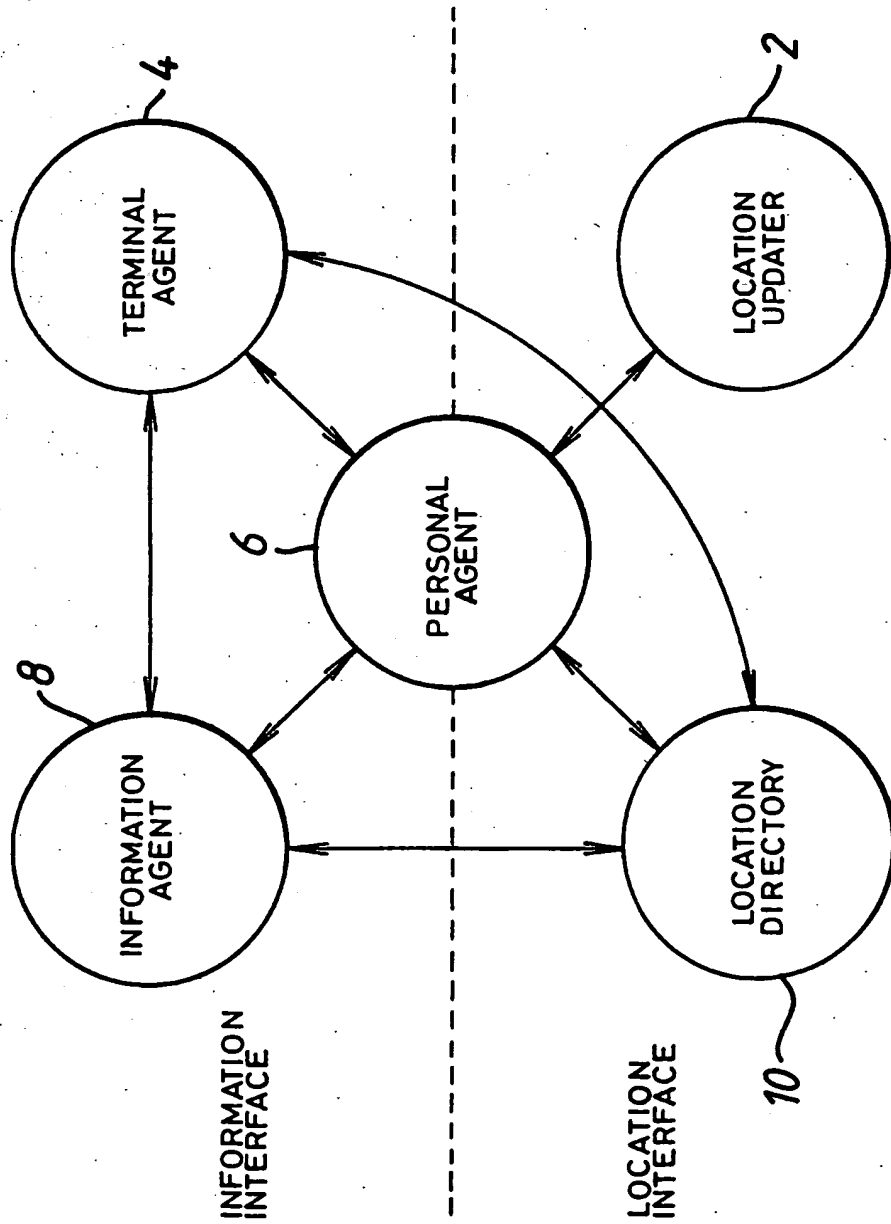 INFORMATION
INTERFACE
INFORMATION
AGENT
8
TERMINAL
AGENT
4
PERSONAL
AGENT
6
LOCATION
INTERFACE
LOCATION
DIRECTORY
10
LOCATION
UPDATER
2